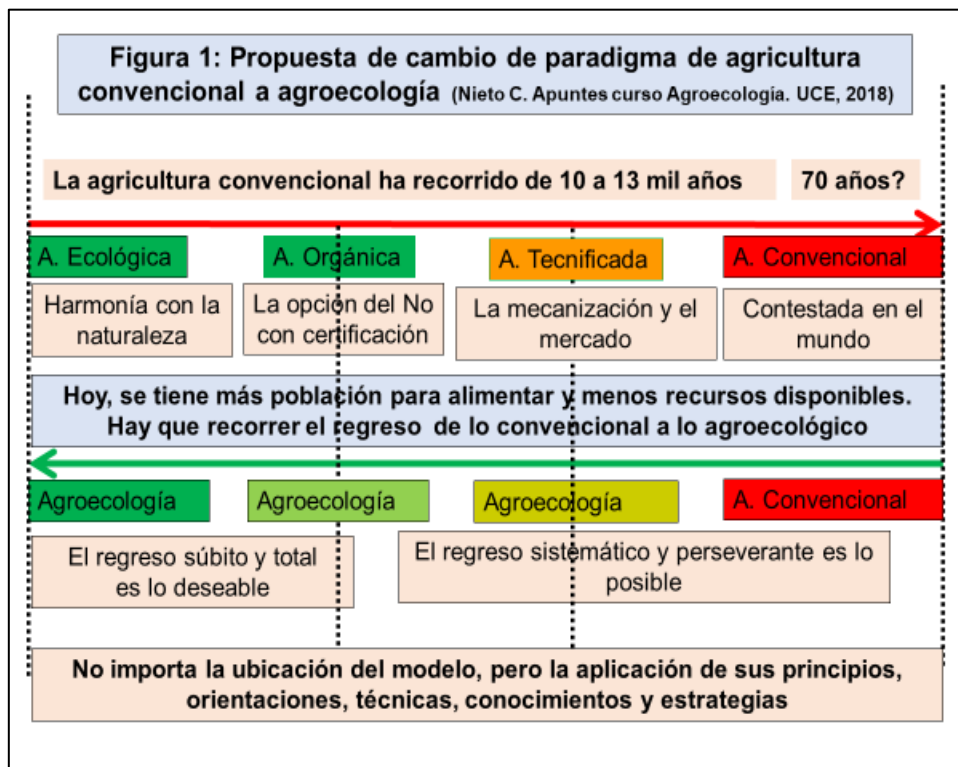 Figura 1: Propuesta de cambio de paradigma de agricultura
convencional a agroecología (Nieto C. Apuntes curso Agroecología. UCE, 2018)
La agricultura convencional ha recorrido de 10 a 13 mil años
70 años?
A. Ecológica
A. Orgánica
A. Tecnificada
A. Convencional
Harmonía con la
naturaleza
La opción del No
con certificación
La mecanización y el
mercado
Contestada en el
mundo
Hoy, se tiene más población para alimentar y menos recursos disponibles.
Hay que recorrer el regreso de lo convencional a lo agroecológico
Agroecología
Agroecología
Agroecología
A. Convencional
El regreso súbito y total
es lo deseable
El regreso sistemático y perseverante es lo
posible
No importa la ubicación del modelo, pero la aplicación de sus principios,
orientaciones, técnicas, conocimientos y estrategias